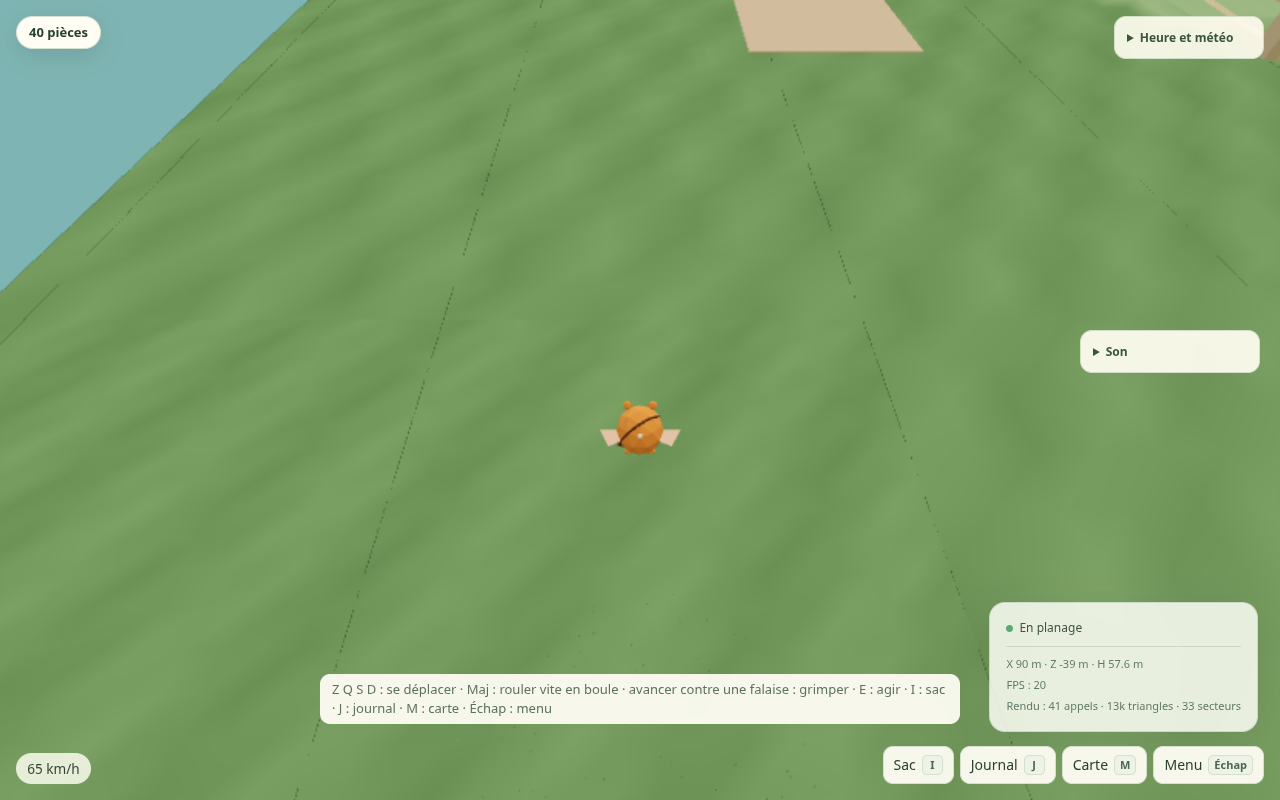 40 pièces
Heure et météo
Son
En planage
X 90 m · Z -39 m · H 57.6 m
FPS : 20
Rendu : 41 appels · 13k triangles · 33 secteurs
Z Q S D : se déplacer · Maj : rouler vite en boule · avancer contre une falaise : grimper · E : agir · I : sac
· J : journal · M : carte · Échap : menu
65 km/h
Sac I Journal J Carte M Menu Échap